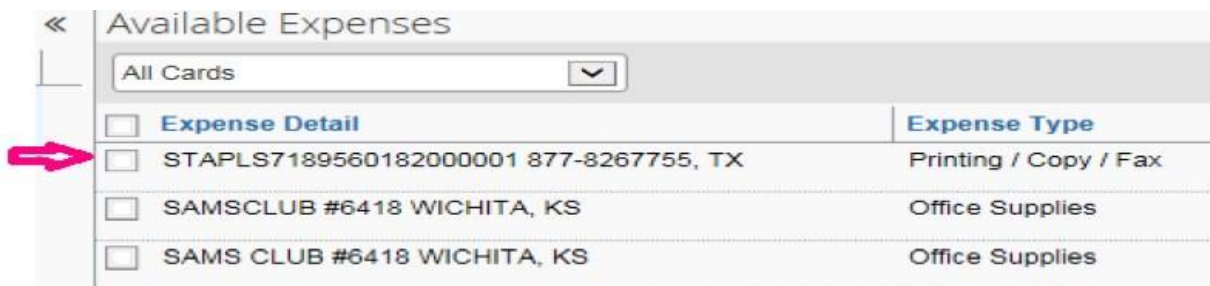 Available Expenses
All Cards
Expense Detail Expense Type
STAPLS7189560182000001 877-8267755, TX Printing / Copy / Fax
SAMSCLUB #6418 WICHITA, KS Office Supplies
SAMS CLUB #6418 WICHITA, KS Office Supplies